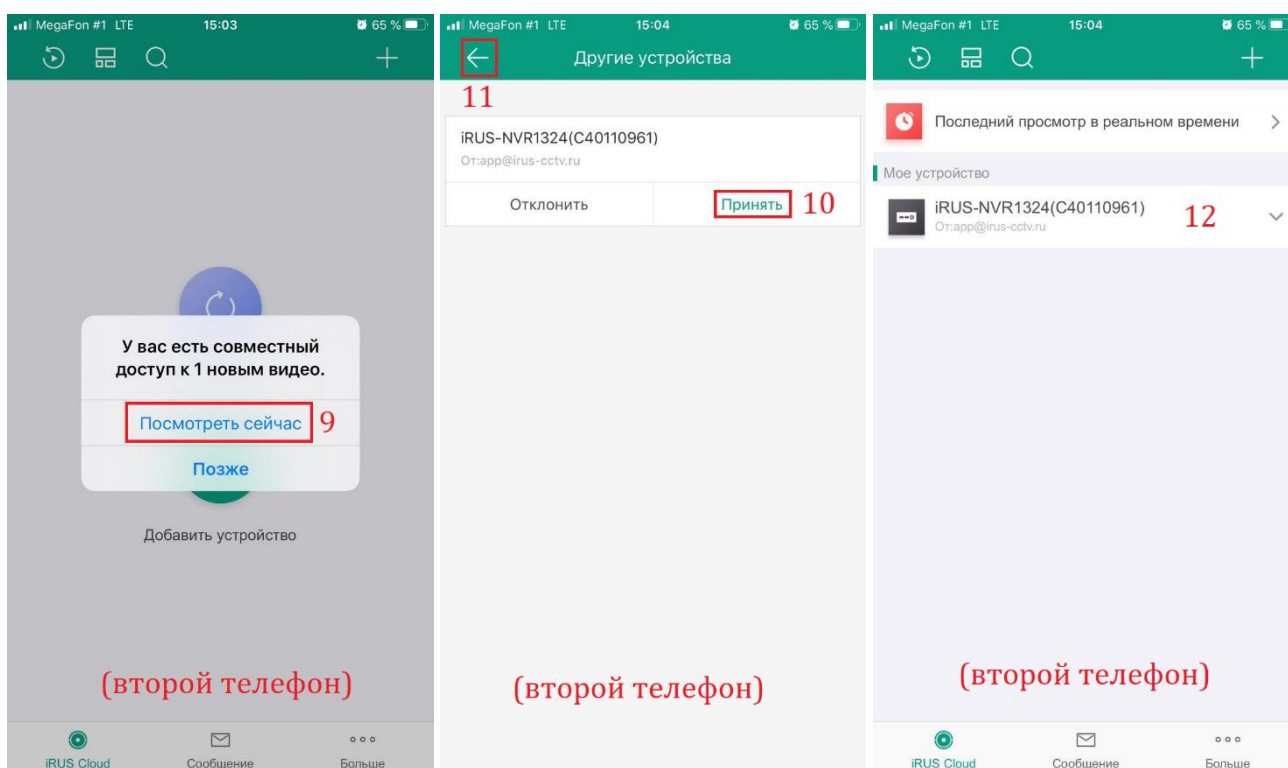 MegaFon #1 LTE 15:03 65 %
У вас есть совместный
доступ к 1 новым видео.
Посмотреть сейчас 9
Позже
Добавить устройство
(второй телефон)
iRUS Cloud Сообщение Больше
MegaFon #1 LTE 15:04 65 %
Другие устройства
11
iRUS-NVR1324(C40110961)
От:app@irus-cctv.ru
Отклонить Принять 10
(второй телефон)
MegaFon #1 LTE 15:04 65 %
Последний просмотр в реальном времени
Мое устройство
iRUS-NVR1324(C40110961) 12
От:app@irus-cctv.ru
(второй телефон)
iRUS Cloud Сообщение Больше